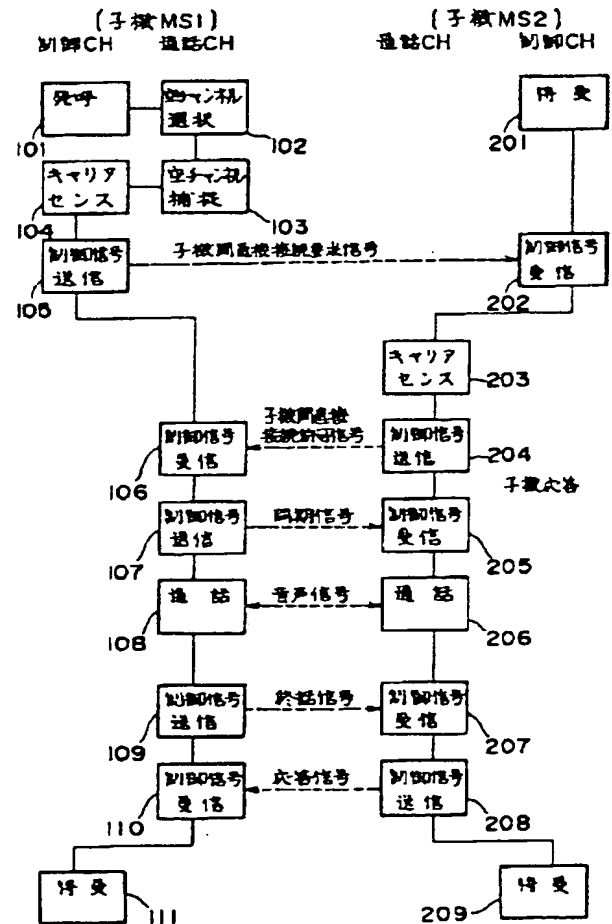 [子機MS1]
[子機MS2]
制御CH
通話CH
通話CH
制御CH
発呼
101
空チャンネル
選状
102
待受
201
キャリア
センス
104
空チャンネル
捕捉
103
制御信号
送信
105
子機間直接接続要求信号
制御信号
受信
202
キャリア
センス
203
制御信号
受信
106
子機間直接
接続許可信号
制御信号
送信
204
子機応答
制御信号
送信
107
同期信号
制御信号
受信
205
通話
108
音声信号
通話
206
制御信号
送信
109
終話信号
制御信号
受信
207
制御信号
受信
110
応答信号
制御信号
送信
208
待受
111
待受
209